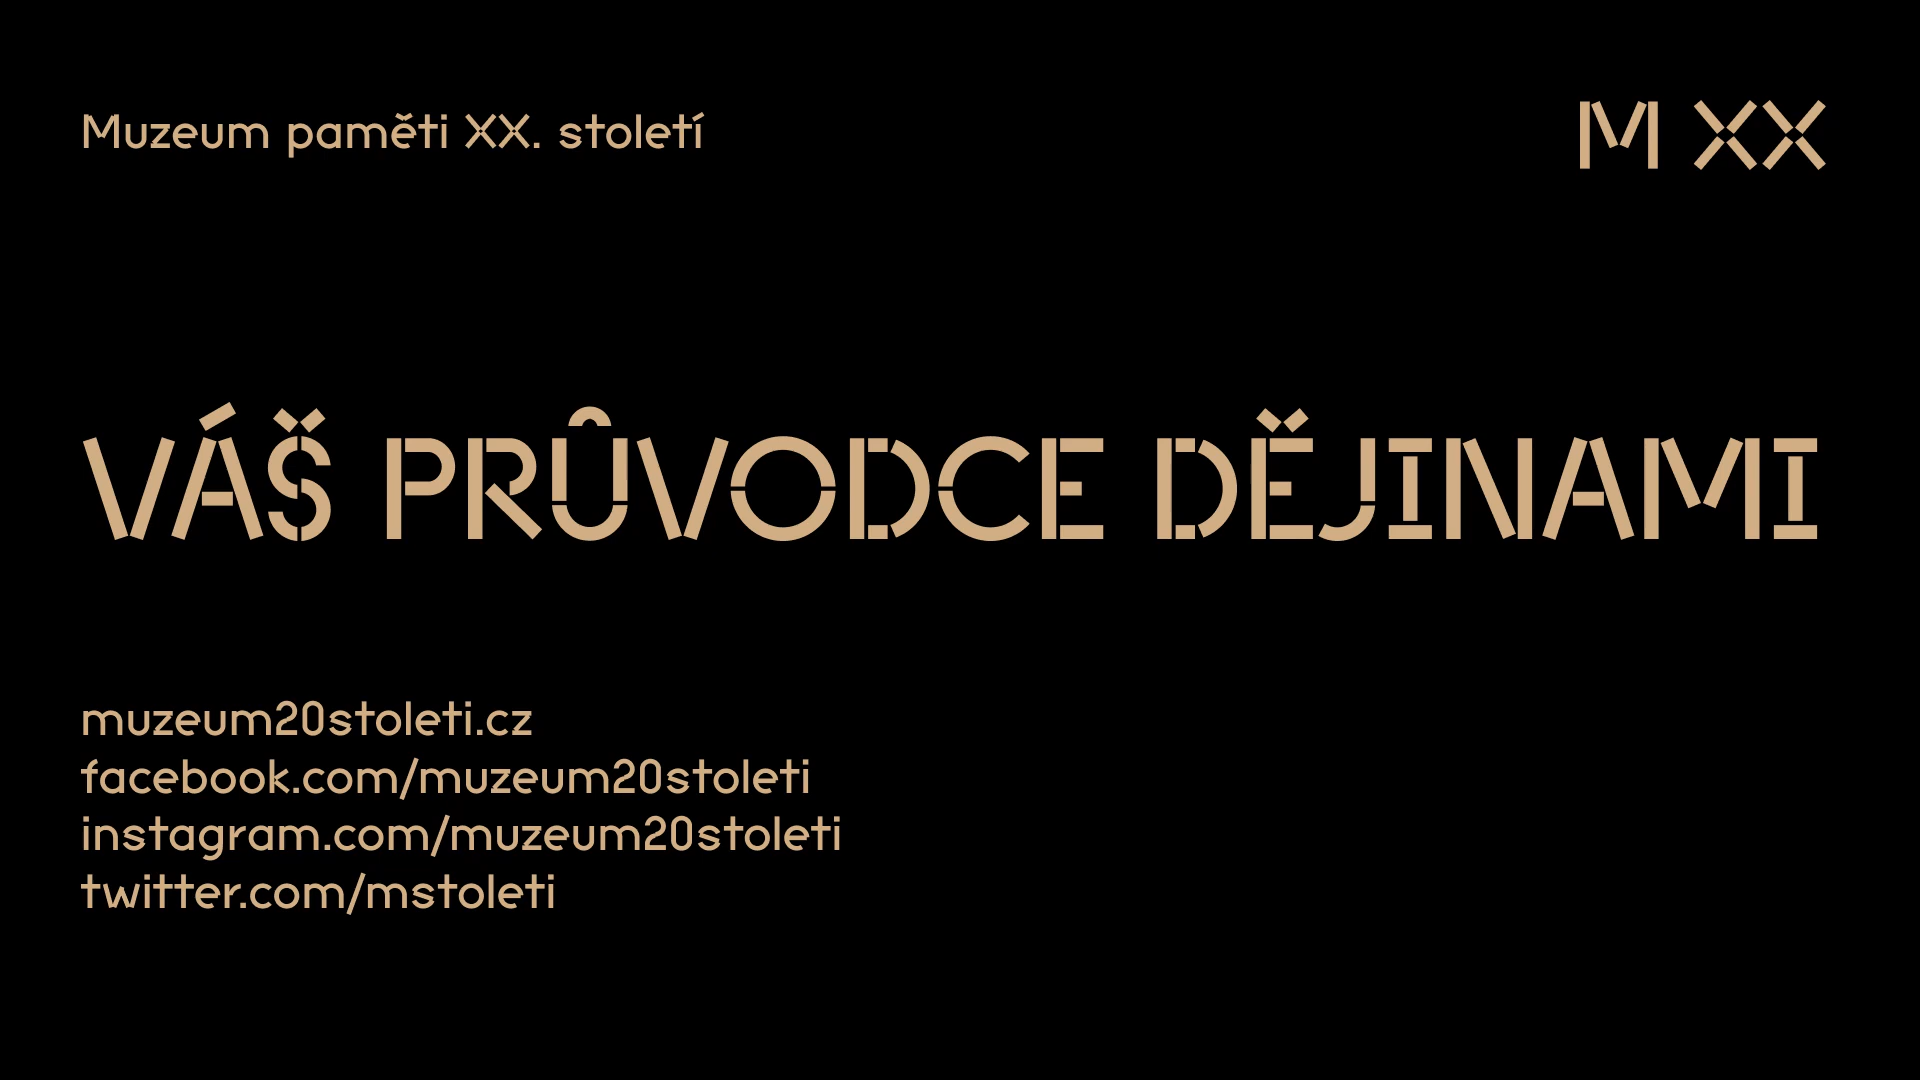 Muzeum paměti XX. století
M XX
VÁŠ PRŮVODCE DĚJINAMI
muzeum20stoleti.cz
facebook.com/muzeum20stoleti
instagram.com/muzeum20stoleti
twitter.com/mstoleti